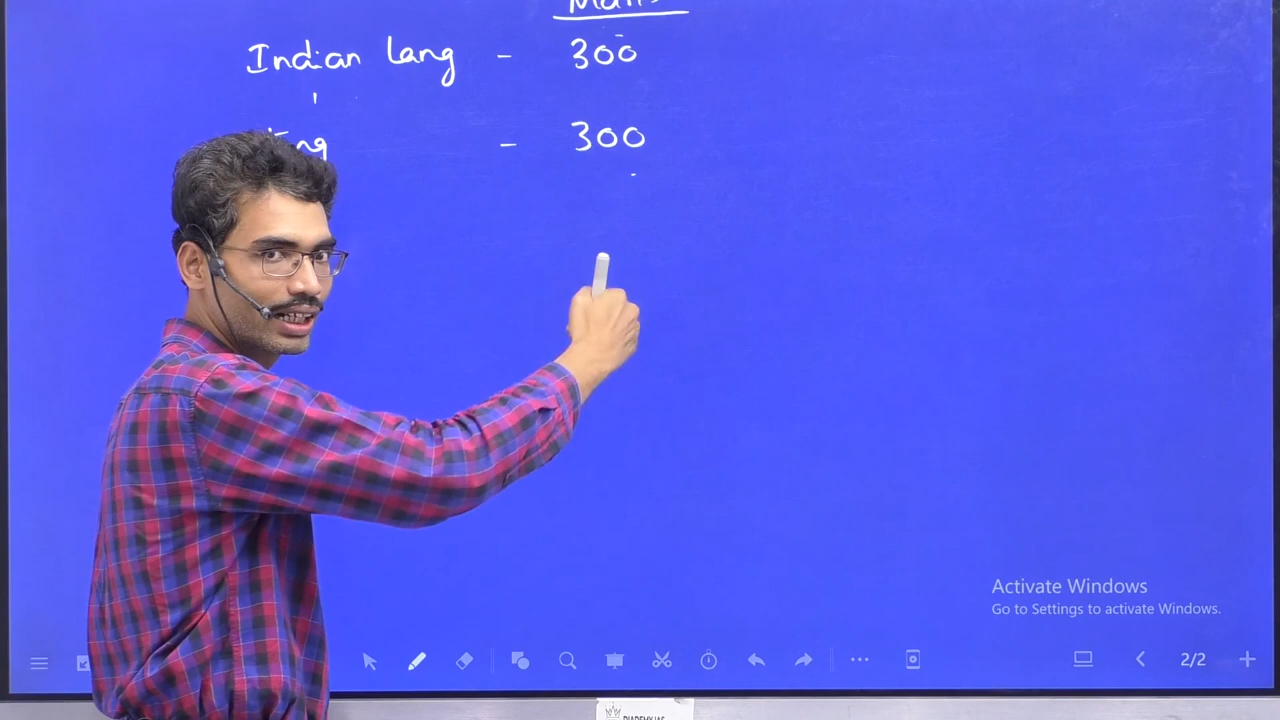 Indian lang - 300
- 300
Activate Windows
Go to Settings to activate Windows.
2/2